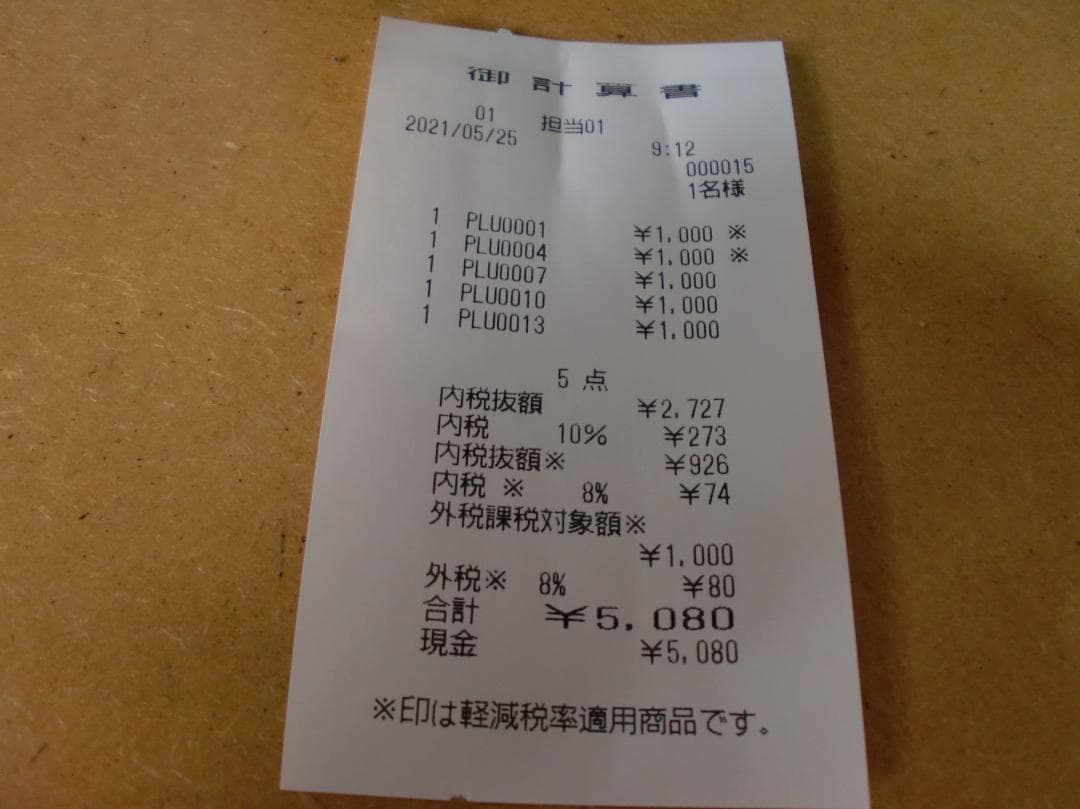 御計算書
01 担当01
2021/05/25 9:12
000015
1名様
1 PLU0001 ¥1,000 ※
1 PLU0004 ¥1,000 ※
1 PLU0007 ¥1,000
1 PLU0010 ¥1,000
1 PLU0013 ¥1,000
5 点
内税抜額 ¥2,727
内税 10% ¥273
内税抜額※ ¥926
内税 ※ 8% ¥74
外税課税対象額※
¥1,000
外税※ 8% ¥80
合計 ¥5,080
現金 ¥5,080
※印は軽減税率適用商品です。